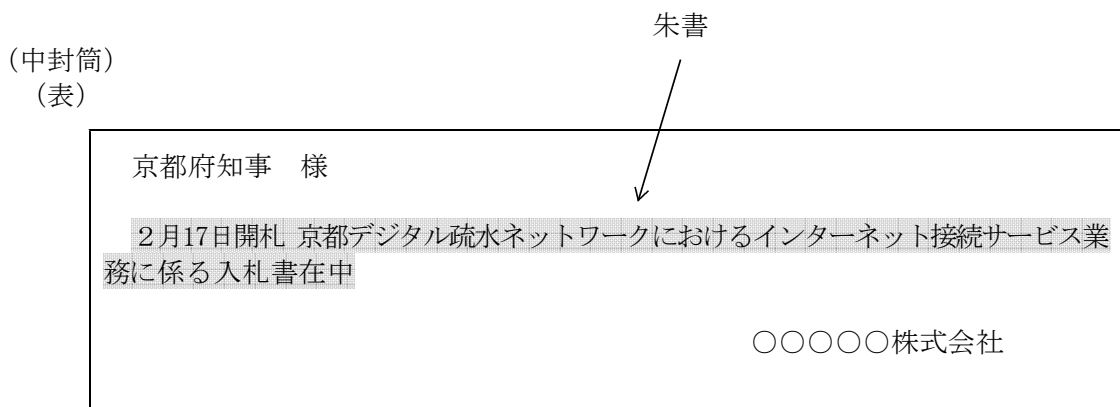 朱書
(中封筒)
(表)
京都府知事　様
２月17日開札 京都デジタル疏水ネットワークにおけるインターネット接続サービス業
務に係る入札書在中
○○○○○株式会社